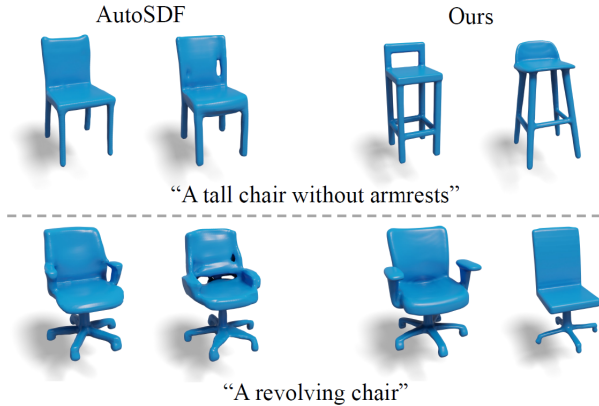 AutoSDF
Ours
“A tall chair without armrests”
“A revolving chair”